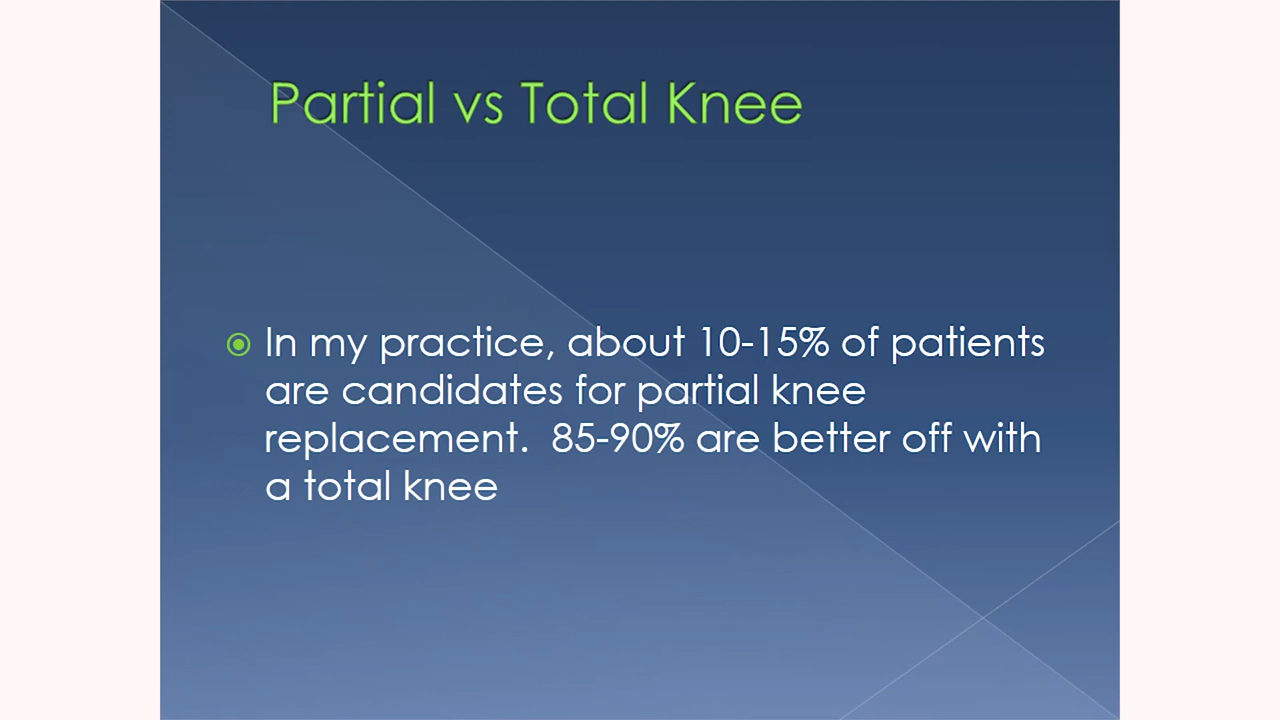 Partial vs Total Knee
In my practice, about 10-15% of patients
are candidates for partial knee
replacement.  85-90% are better off with
a total knee